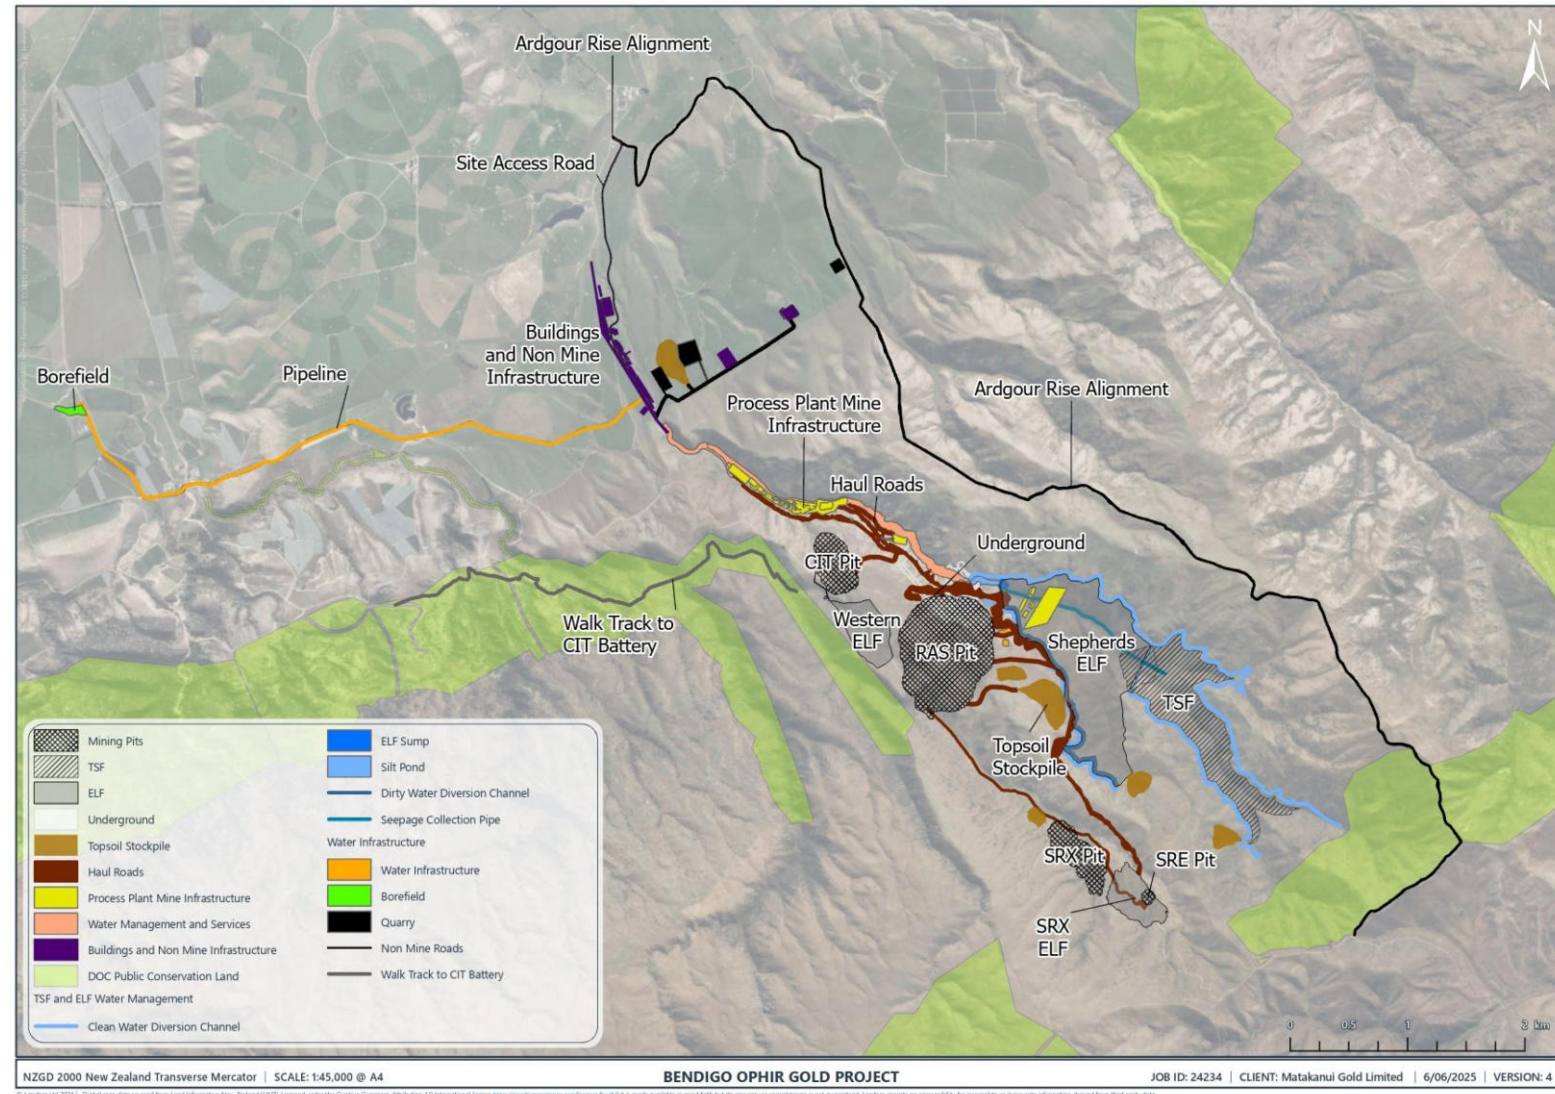 N
Ardgour Rise Alignment
Site Access Road
Buildings
and Non Mine
Infrastructure
Borefield
Pipeline
Ardgour Rise Alignment
Process Plant Mine
Infrastructure
Haul Roads
Underground
CIT Pit
Walk Track to
CIT Battery
Western
ELF
RAS Pit
Shepherds
ELF
TSF
Topsoil
Stockpile
SRX Pit
SRE Pit
SRX
ELF
Mining Pits
TSF
ELF
Underground
Topsoil Stockpile
Haul Roads
Process Plant Mine Infrastructure
Water Management and Services
Buildings and Non Mine Infrastructure
DOC Public Conservation Land
TSF and ELF Water Management
Clean Water Diversion Channel
ELF Sump
Silt Pond
Dirty Water Diversion Channel
Seepage Collection Pipe
Water Infrastructure
Water Infrastructure
Borefield
Quarry
Non Mine Roads
Walk Track to CIT Battery
0 0.5 1 2 km
NZGD 2000 New Zealand Transverse Mercator | SCALE: 1:45,000 @ A4
BENDIGO OPHIR GOLD PROJECT
JOB ID: 24234 | CLIENT: Matakanui Gold Limited | 6/06/2025 | VERSION: 4